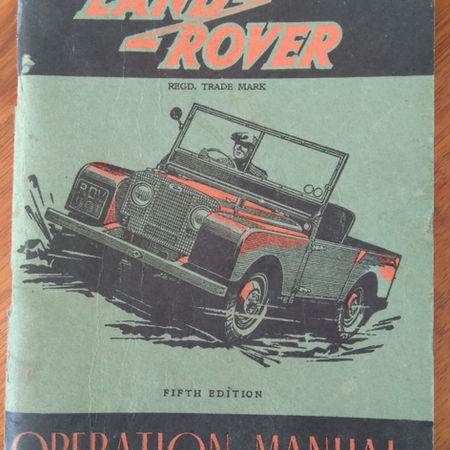 LAND
ROVER
REGD. TRADE MARK
FIFTH EDITION
OPERATION MANUAL